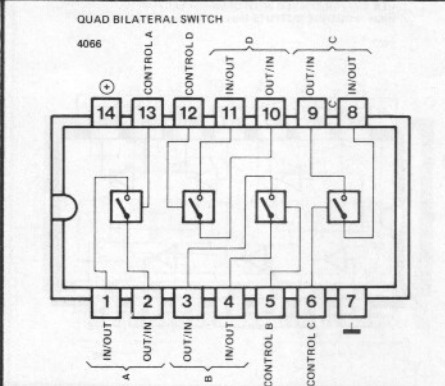 QUAD BILATERAL SWITCH
4066
D
C
CONTROL A
CONTROL D
IN/OUT
OUT/IN
OUT/IN
C
IN/OUT
14 13 12 11 10 9 8
1 2 3 4 5 6 7
IN/OUT
OUT/IN
OUT/IN
IN/OUT
CONTROL B
CONTROL C
A
B